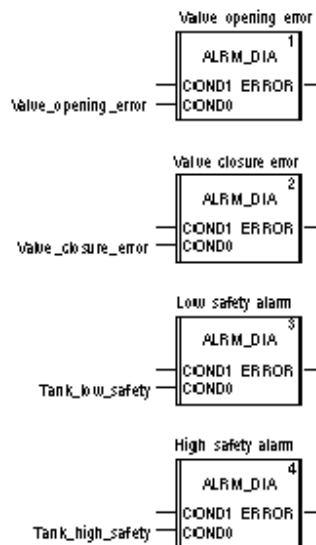 Valve opening error
1
ALRM_DIA
COND1 ERROR
Valve_opening_error COND0
Valve closure error
2
ALRM_DIA
COND1 ERROR
Valve_closure_error COND0
Low safety alarm
3
ALRM_DIA
COND1 ERROR
Tank_low_safety COND0
High safety alarm
4
ALRM_DIA
COND1 ERROR
Tank_high_safety COND0